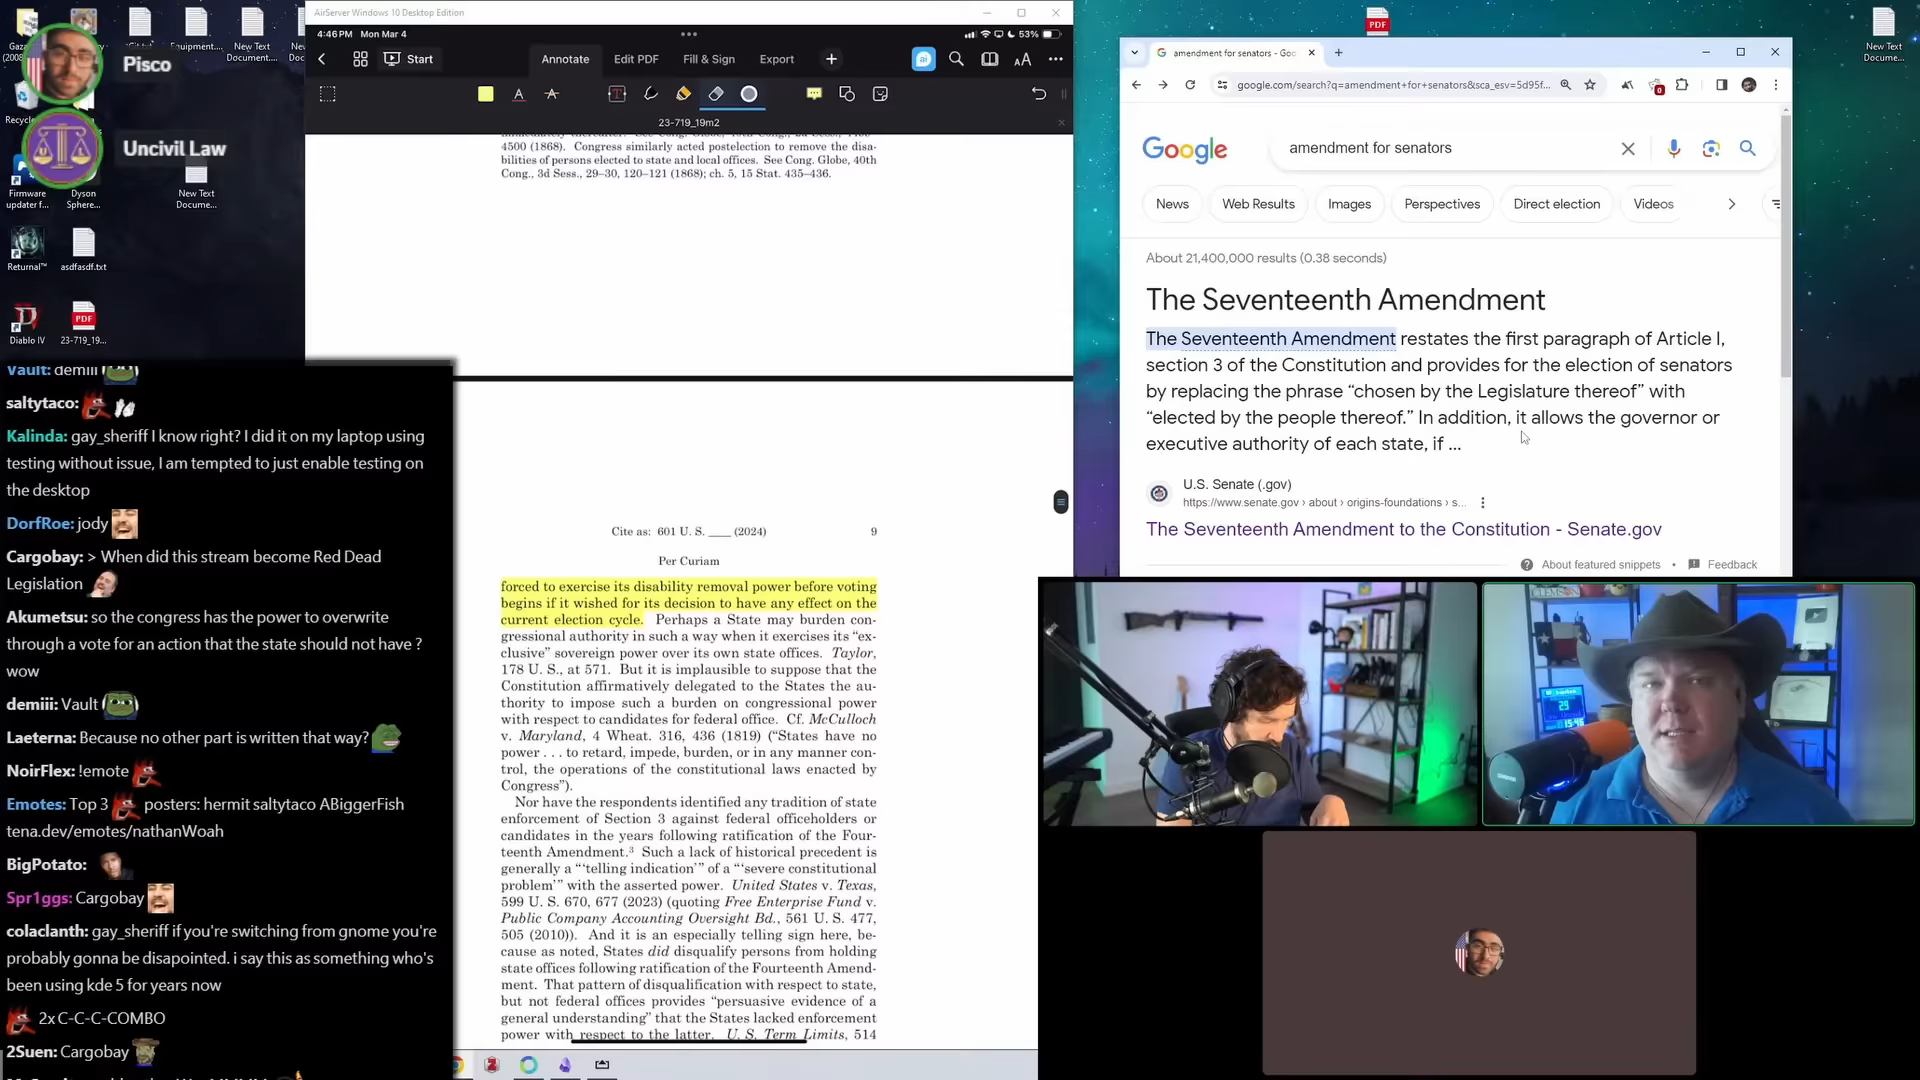 Gaza
(2008
Equipment...
New Text
Document...
Pisco
Uncivil Law
Recyc
Firmware
updater f...
Dyson
Sphere...
New Text
Docume...
Returnal™
asdfasdf.txt
Diablo IV
23-719_19...
PDF
Vault: demiii
saltytaco:
Kalinda: gay_sheriff I know right? I did it on my laptop using
testing without issue, I am tempted to just enable testing on
the desktop
DorfRoe: jody
Cargobay: > When did this stream become Red Dead
Legislation
Akumetsu: so the congress has the power to overwrite
through a vote for an action that the state should not have ?
wow
demiii: Vault
Laeterna: Because no other part is written that way?
NoirFlex: !emote
Emotes: Top 3 posters: hermit saltytaco ABiggerFish
tena.dev/emotes/nathanWoah
BigPotato:
Spr1ggs: Cargobay
colaclanth: gay_sheriff if you're switching from gnome you're
probably gonna be disapointed. i say this as something who's
been using kde 5 for years now
2x C-C-C-COMBO
2Suen: Cargobay
AirServer Windows 10 Desktop Edition
4:46 PM Mon Mar 4
53%
Start
Annotate
Edit PDF
Fill & Sign
Export
23-719_19m2
4500 (1868). Congress similarly acted postelection to remove the disa-
bilities of persons elected to state and local offices. See Cong. Globe, 40th
Cong., 3d Sess., 29–30, 120–121 (1868); ch. 5, 15 Stat. 435–436.
Cite as: 601 U. S. ____ (2024) 9
Per Curiam
forced to exercise its disability removal power before voting
begins if it wished for its decision to have any effect on the
current election cycle. Perhaps a State may burden con-
gressional authority in such a way when it exercises its “ex-
clusive” sovereign power over its own state offices. Taylor,
178 U. S., at 571. But it is implausible to suppose that the
Constitution affirmatively delegated to the States the au-
thority to impose such a burden on congressional power
with respect to candidates for federal office. Cf. McCulloch
v. Maryland, 4 Wheat. 316, 436 (1819) (“States have no
power . . . to retard, impede, burden, or in any manner con-
trol, the operations of the constitutional laws enacted by
Congress”).
Nor have the respondents identified any tradition of state
enforcement of Section 3 against federal officeholders or
candidates in the years following ratification of the Four-
teenth Amendment.³ Such a lack of historical precedent is
generally a “‘telling indication’” of a “‘severe constitutional
problem’” with the asserted power. United States v. Texas,
599 U. S. 670, 677 (2023) (quoting Free Enterprise Fund v.
Public Company Accounting Oversight Bd., 561 U. S. 477,
505 (2010)). And it is an especially telling sign here, be-
cause as noted, States did disqualify persons from holding
state offices following ratification of the Fourteenth Amend-
ment. That pattern of disqualification with respect to state,
but not federal offices provides “persuasive evidence of a
general understanding” that the States lacked enforcement
power with respect to the latter. U. S. Term Limits, 514
PDF
New Text
Docume...
amendment for senators - Goo
google.com/search?q=amendment+for+senators&sca_esv=5d95f...
Google
amendment for senators
News
Web Results
Images
Perspectives
Direct election
Videos
About 21,400,000 results (0.38 seconds)
The Seventeenth Amendment
The Seventeenth Amendment restates the first paragraph of Article I,
section 3 of the Constitution and provides for the election of senators
by replacing the phrase “chosen by the Legislature thereof” with
“elected by the people thereof.” In addition, it allows the governor or
executive authority of each state, if ...
U.S. Senate (.gov)
https://www.senate.gov › about › origins-foundations › s...
The Seventeenth Amendment to the Constitution - Senate.gov
About featured snippets
Feedback
CLEMSON
29